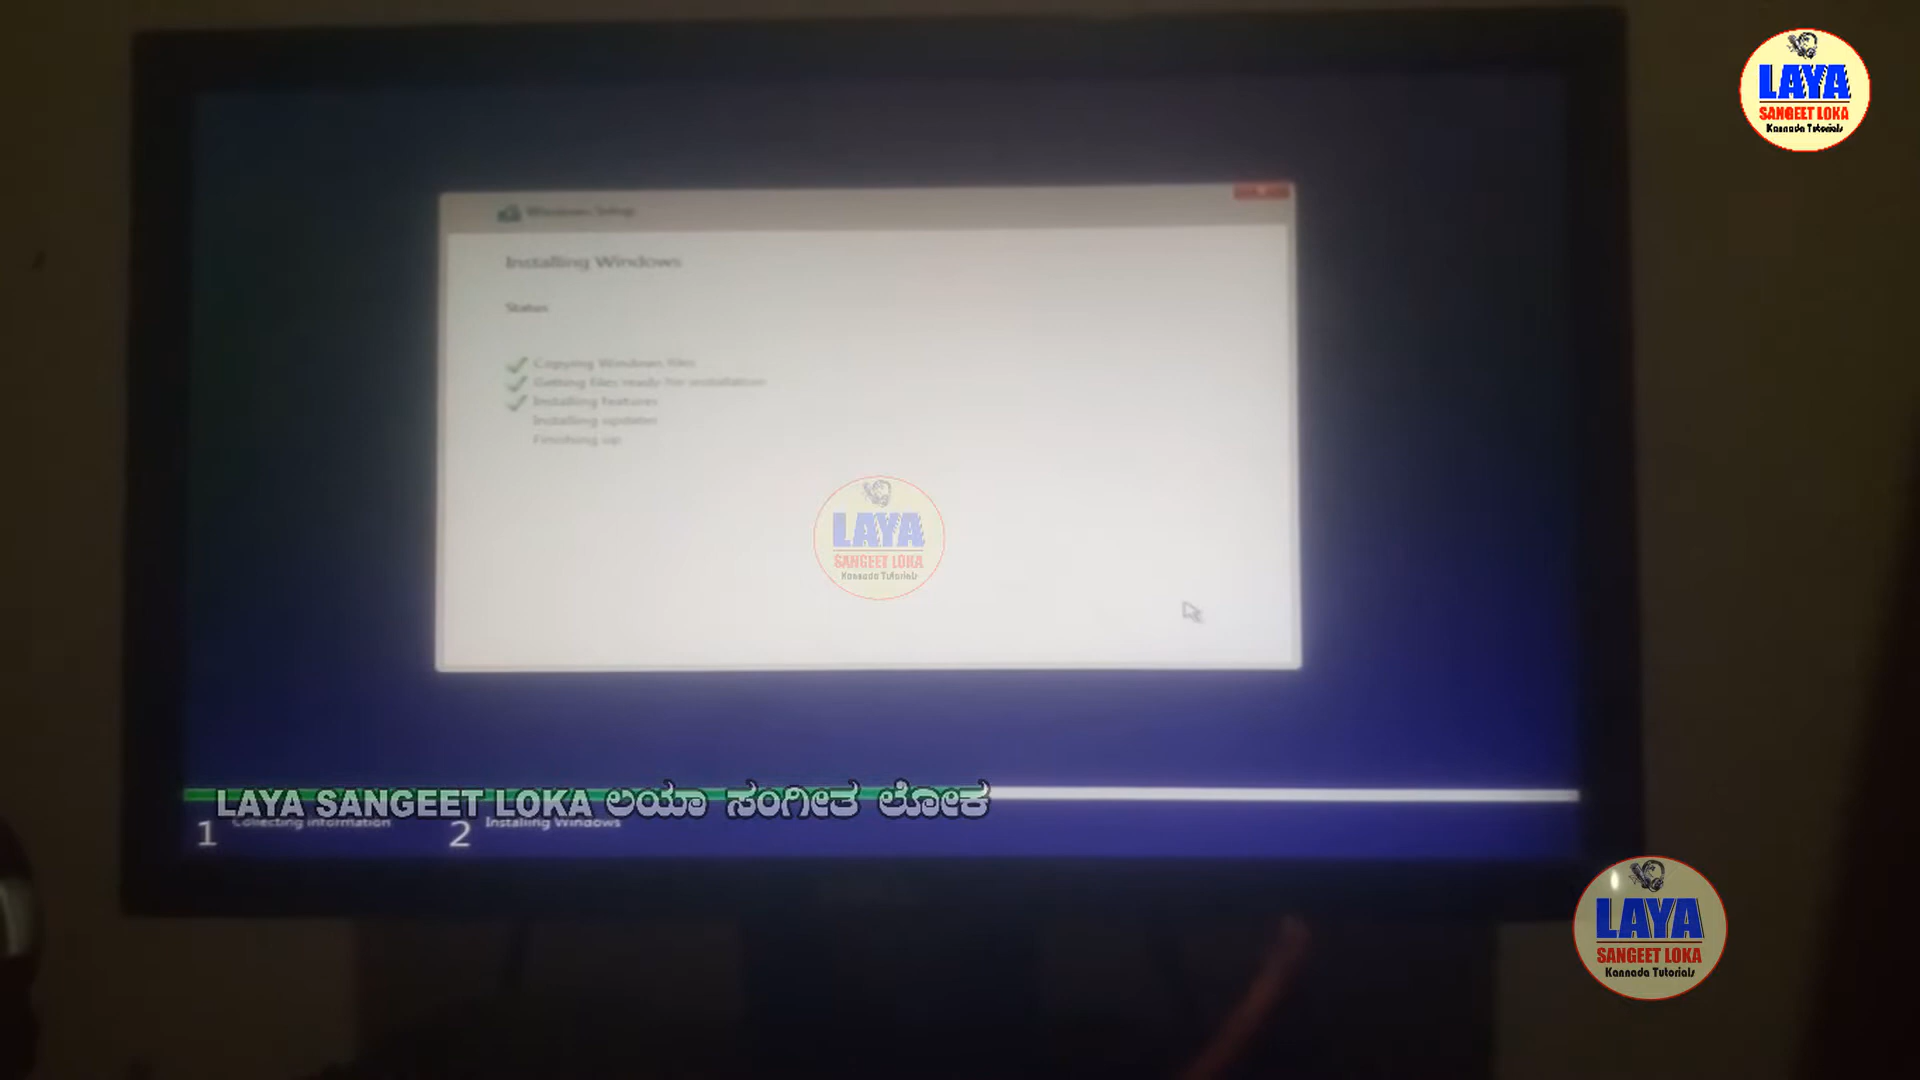 LAYA
SANGEET LOKA
Kannada Tutorials
Windows Setup
Installing Windows
Status
Copying Windows files
Getting files ready for installation
Installing features
Installing updates
Finishing up
LAYA
SANGEET LOKA
Kannada Tutorials
LAYA SANGEET LOKA ಲಯಾ ಸಂಗೀತ ಲೋಕ
1 Collecting information 2 Installing Windows
LAYA
SANGEET LOKA
Kannada Tutorials